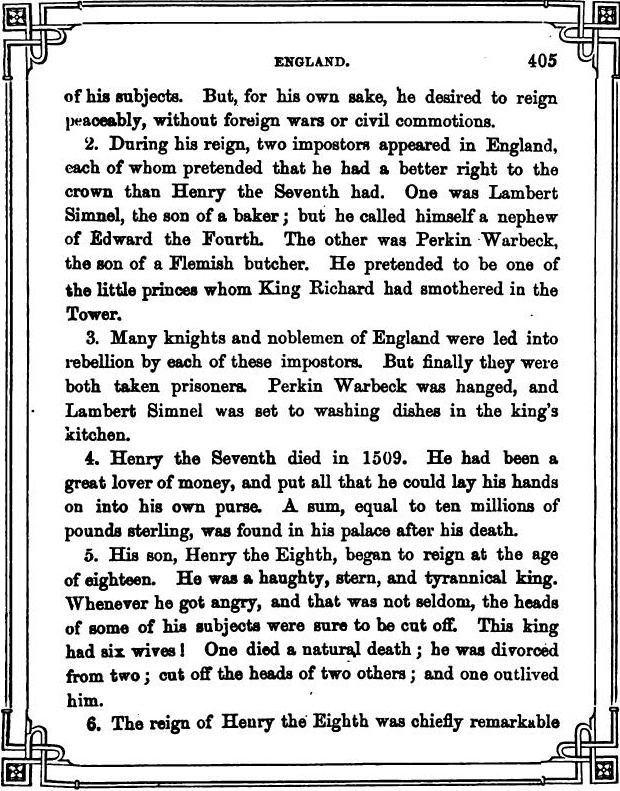 ENGLAND. 405
of his subjects. But, for his own sake, he desired to reign
peaceably, without foreign wars or civil commotions.
2. During his reign, two impostors appeared in England,
each of whom pretended that he had a better right to the
crown than Henry the Seventh had. One was Lambert
Simnel, the son of a baker; but he called himself a nephew
of Edward the Fourth. The other was Perkin Warbeck,
the son of a Flemish butcher. He pretended to be one of
the little princes whom King Richard had smothered in the
Tower.
3. Many knights and noblemen of England were led into
rebellion by each of these impostors. But finally they were
both taken prisoners. Perkin Warbeck was hanged, and
Lambert Simnel was set to washing dishes in the king's
kitchen.
4. Henry the Seventh died in 1509. He had been a
great lover of money, and put all that he could lay his hands
on into his own purse. A sum, equal to ten millions of
pounds sterling, was found in his palace after his death.
5. His son, Henry the Eighth, began to reign at the age
of eighteen. He was a haughty, stern, and tyrannical king.
Whenever he got angry, and that was not seldom, the heads
of some of his subjects were sure to be cut off. This king
had six wives! One died a natural death; he was divorced
from two; cut off the heads of two others; and one outlived
him.
6. The reign of Henry the Eighth was chiefly remarkable